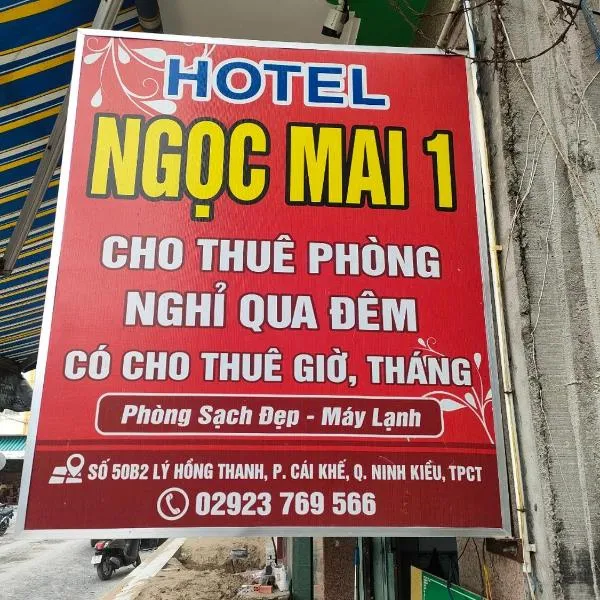 HOTEL
NGỌC MAI 1
CHO THUÊ PHÒNG
NGHỈ QUA ĐÊM
CÓ CHO THUÊ GIỜ, THÁNG
Phòng Sạch Đẹp - Máy Lạnh
SỐ 50B2 LÝ HỒNG THANH, P. CÁI KHẾ, Q. NINH KIỀU, TPCT
02923 769 566